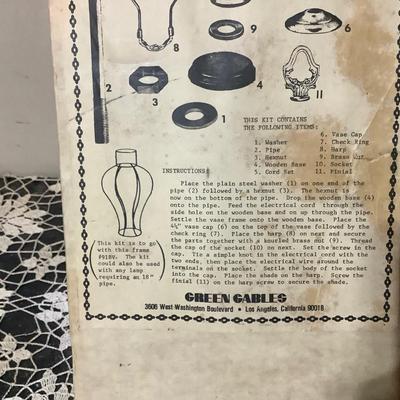 8
9
6
2
3
1
4
11
THIS KIT CONTAINS
THE FOLLOWING ITEMS:
6. Vase Cap
1. Washer 7. Check Ring
2. Pipe 8. Harp
3. Hexnut 9. Brass Nut
4. Wooden Base 10. Socket
5. Cord Set 11. Finial
INSTRUCTIONS:
Place the plain steel washer (1) on one end of the
pipe (2) followed by a hexnut (3). The hexnut is
now on the bottom of pipe. Drop the wooden base (4)
onto the pipe. Feed the electrical cord through the
side hole on the wooden base and on up through the pipe.
Settle the vase frame onto the wooden base. Place the
vase cap (6) on the top of the vase followed by the
check ring (7). Place the harp (8) on next and secure
the parts together with a knurled brass nut (9). Thread
the cap of the socket (10) on next. Set the screw in the
cap. Tie a simple knot in the electrical cord with the
two ends, then place the electrical wire around the
terminals on the socket. Settle the body of the socket
into the cap. Place the shade on the harp. Screw the
finial (11) on the harp screw to secure the shade.
This kit is to go
with this frame
#918V. The kit
could also be used
with any lamp
requiring an 18"
pipe.
GREEN GABLES
3606 West Washington Boulevard • Los Angeles, California 90018